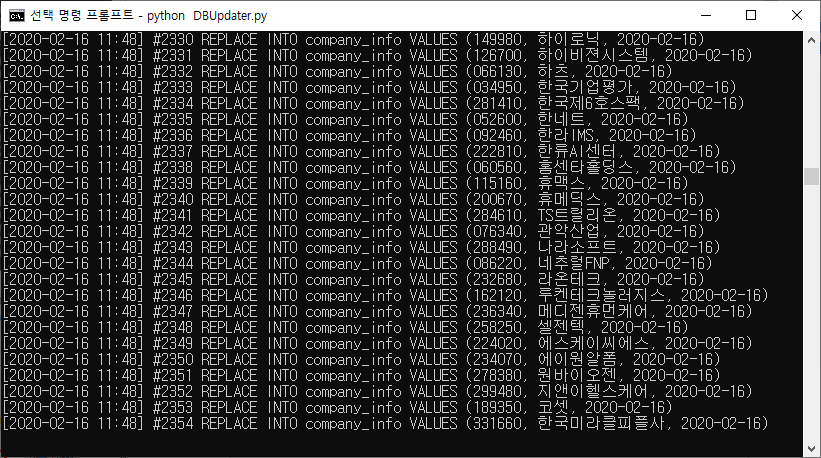 선택 명령 프롬프트 - python  DBUpdater.py
[2020-02-16 11:48] #2330 REPLACE INTO company_info VALUES (149980, 하이로닉, 2020-02-16)
[2020-02-16 11:48] #2331 REPLACE INTO company_info VALUES (126700, 하이비젼시스템, 2020-02-16)
[2020-02-16 11:48] #2332 REPLACE INTO company_info VALUES (066130, 하츠, 2020-02-16)
[2020-02-16 11:48] #2333 REPLACE INTO company_info VALUES (034950, 한국기업평가, 2020-02-16)
[2020-02-16 11:48] #2334 REPLACE INTO company_info VALUES (281410, 한국제6호스팩, 2020-02-16)
[2020-02-16 11:48] #2335 REPLACE INTO company_info VALUES (052600, 한네트, 2020-02-16)
[2020-02-16 11:48] #2336 REPLACE INTO company_info VALUES (092460, 한라IMS, 2020-02-16)
[2020-02-16 11:48] #2337 REPLACE INTO company_info VALUES (222810, 한류AI센터, 2020-02-16)
[2020-02-16 11:48] #2338 REPLACE INTO company_info VALUES (060560, 홈센타홀딩스, 2020-02-16)
[2020-02-16 11:48] #2339 REPLACE INTO company_info VALUES (115160, 휴맥스, 2020-02-16)
[2020-02-16 11:48] #2340 REPLACE INTO company_info VALUES (200670, 휴메딕스, 2020-02-16)
[2020-02-16 11:48] #2341 REPLACE INTO company_info VALUES (284610, TS트릴리온, 2020-02-16)
[2020-02-16 11:48] #2342 REPLACE INTO company_info VALUES (076340, 관악산업, 2020-02-16)
[2020-02-16 11:48] #2343 REPLACE INTO company_info VALUES (288490, 나라소프트, 2020-02-16)
[2020-02-16 11:48] #2344 REPLACE INTO company_info VALUES (086220, 네추럴FNP, 2020-02-16)
[2020-02-16 11:48] #2345 REPLACE INTO company_info VALUES (232680, 라온테크, 2020-02-16)
[2020-02-16 11:48] #2346 REPLACE INTO company_info VALUES (162120, 루켄테크놀러지스, 2020-02-16)
[2020-02-16 11:48] #2347 REPLACE INTO company_info VALUES (236340, 메디젠휴먼케어, 2020-02-16)
[2020-02-16 11:48] #2348 REPLACE INTO company_info VALUES (258250, 셀젠텍, 2020-02-16)
[2020-02-16 11:48] #2349 REPLACE INTO company_info VALUES (224020, 에스케이씨에스, 2020-02-16)
[2020-02-16 11:48] #2350 REPLACE INTO company_info VALUES (234070, 에이원알폼, 2020-02-16)
[2020-02-16 11:48] #2351 REPLACE INTO company_info VALUES (278380, 원바이오젠, 2020-02-16)
[2020-02-16 11:48] #2352 REPLACE INTO company_info VALUES (299480, 지앤이헬스케어, 2020-02-16)
[2020-02-16 11:48] #2353 REPLACE INTO company_info VALUES (189350, 코셋, 2020-02-16)
[2020-02-16 11:48] #2354 REPLACE INTO company_info VALUES (331660, 한국미라클피플사, 2020-02-16)